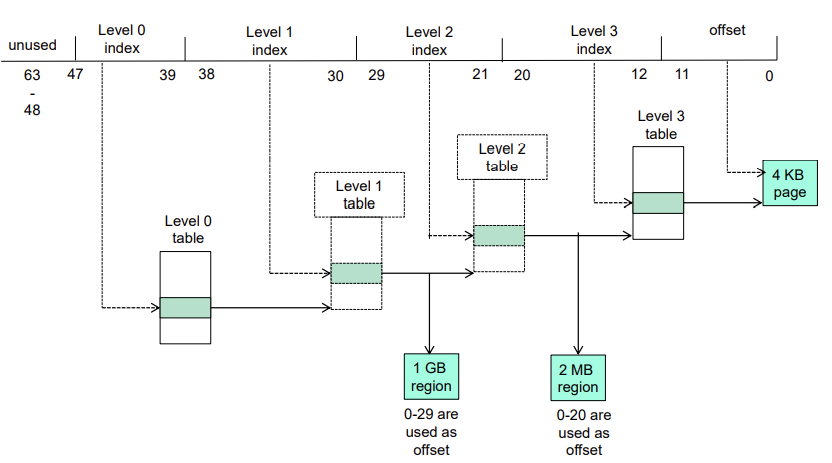 unused
Level 0
index
Level 1
index
Level 2
index
Level 3
index
offset
63
-
48
47
39
38
30
29
21
20
12
11
0
Level 3
table
Level 2
table
4 KB
page
Level 1
table
Level 0
table
1 GB
region
2 MB
region
0-29 are
used as
offset
0-20 are
used as
offset